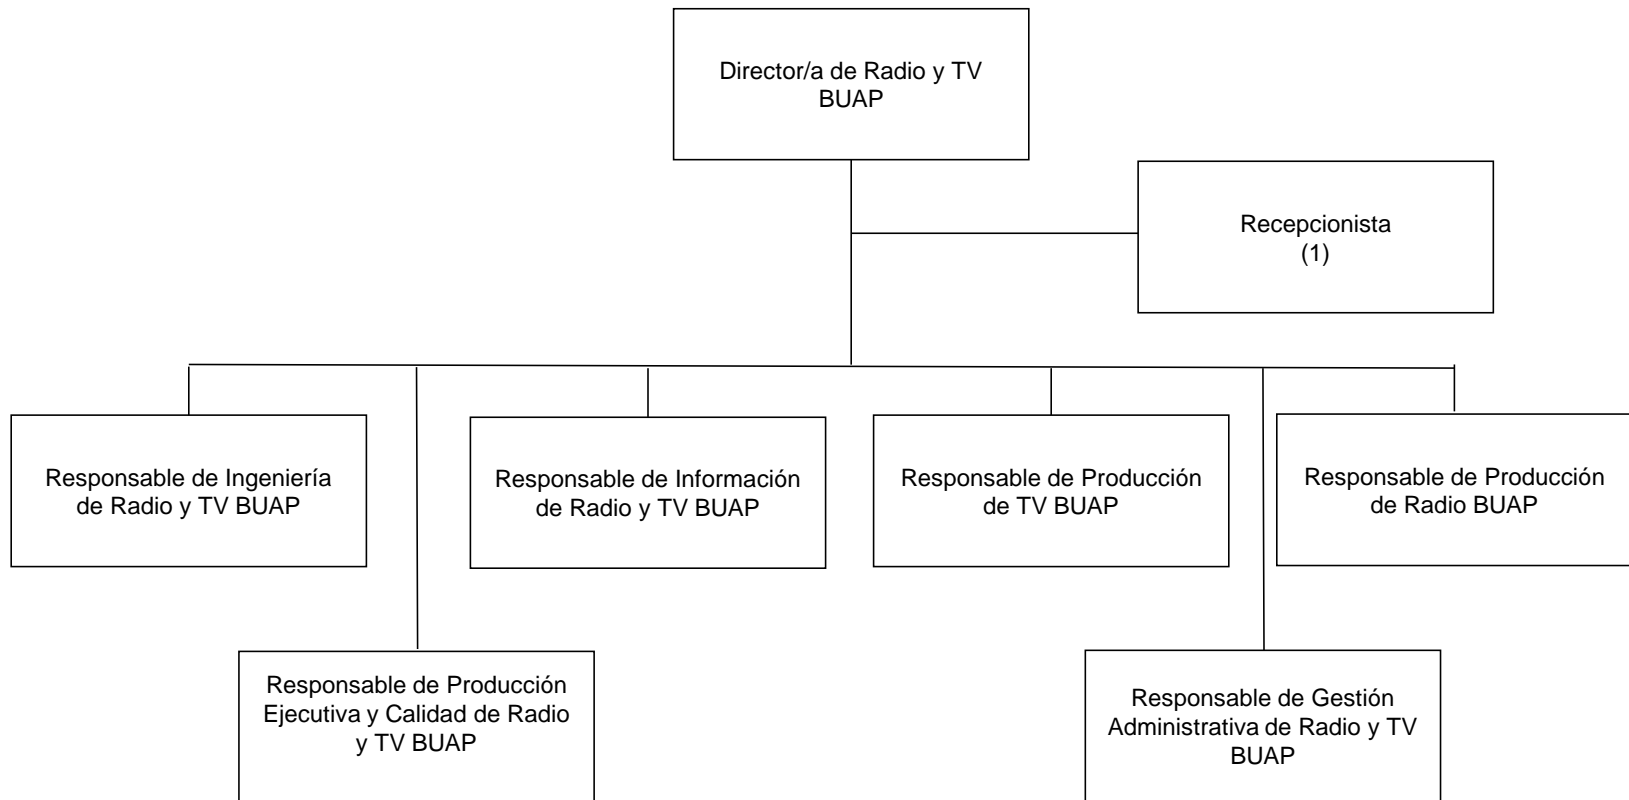 Director/a de Radio y TV
BUAP
Recepcionista
(1)
Responsable de Ingeniería
de Radio y TV BUAP
Responsable de Información
de Radio y TV BUAP
Responsable de Producción
de TV BUAP
Responsable de Producción
de Radio BUAP
Responsable de Producción
Ejecutiva y Calidad de Radio
y TV BUAP
Responsable de Gestión
Administrativa de Radio y TV
BUAP